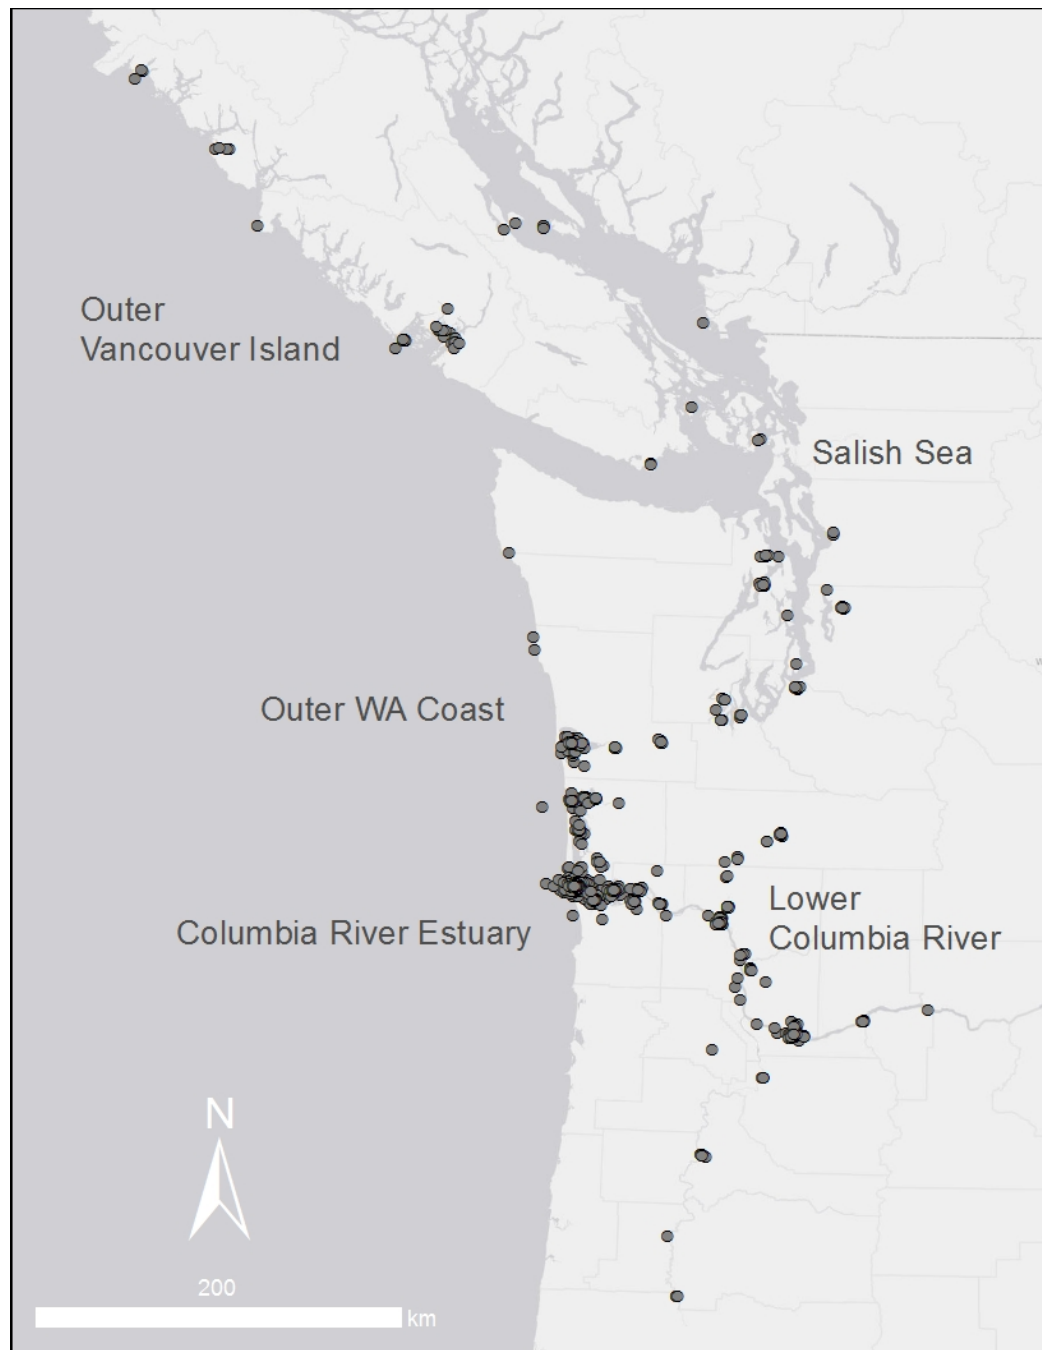 Outer
Vancouver Island
Salish Sea
Outer WA Coast
Lower
Columbia River
Columbia River Estuary
N
200
km